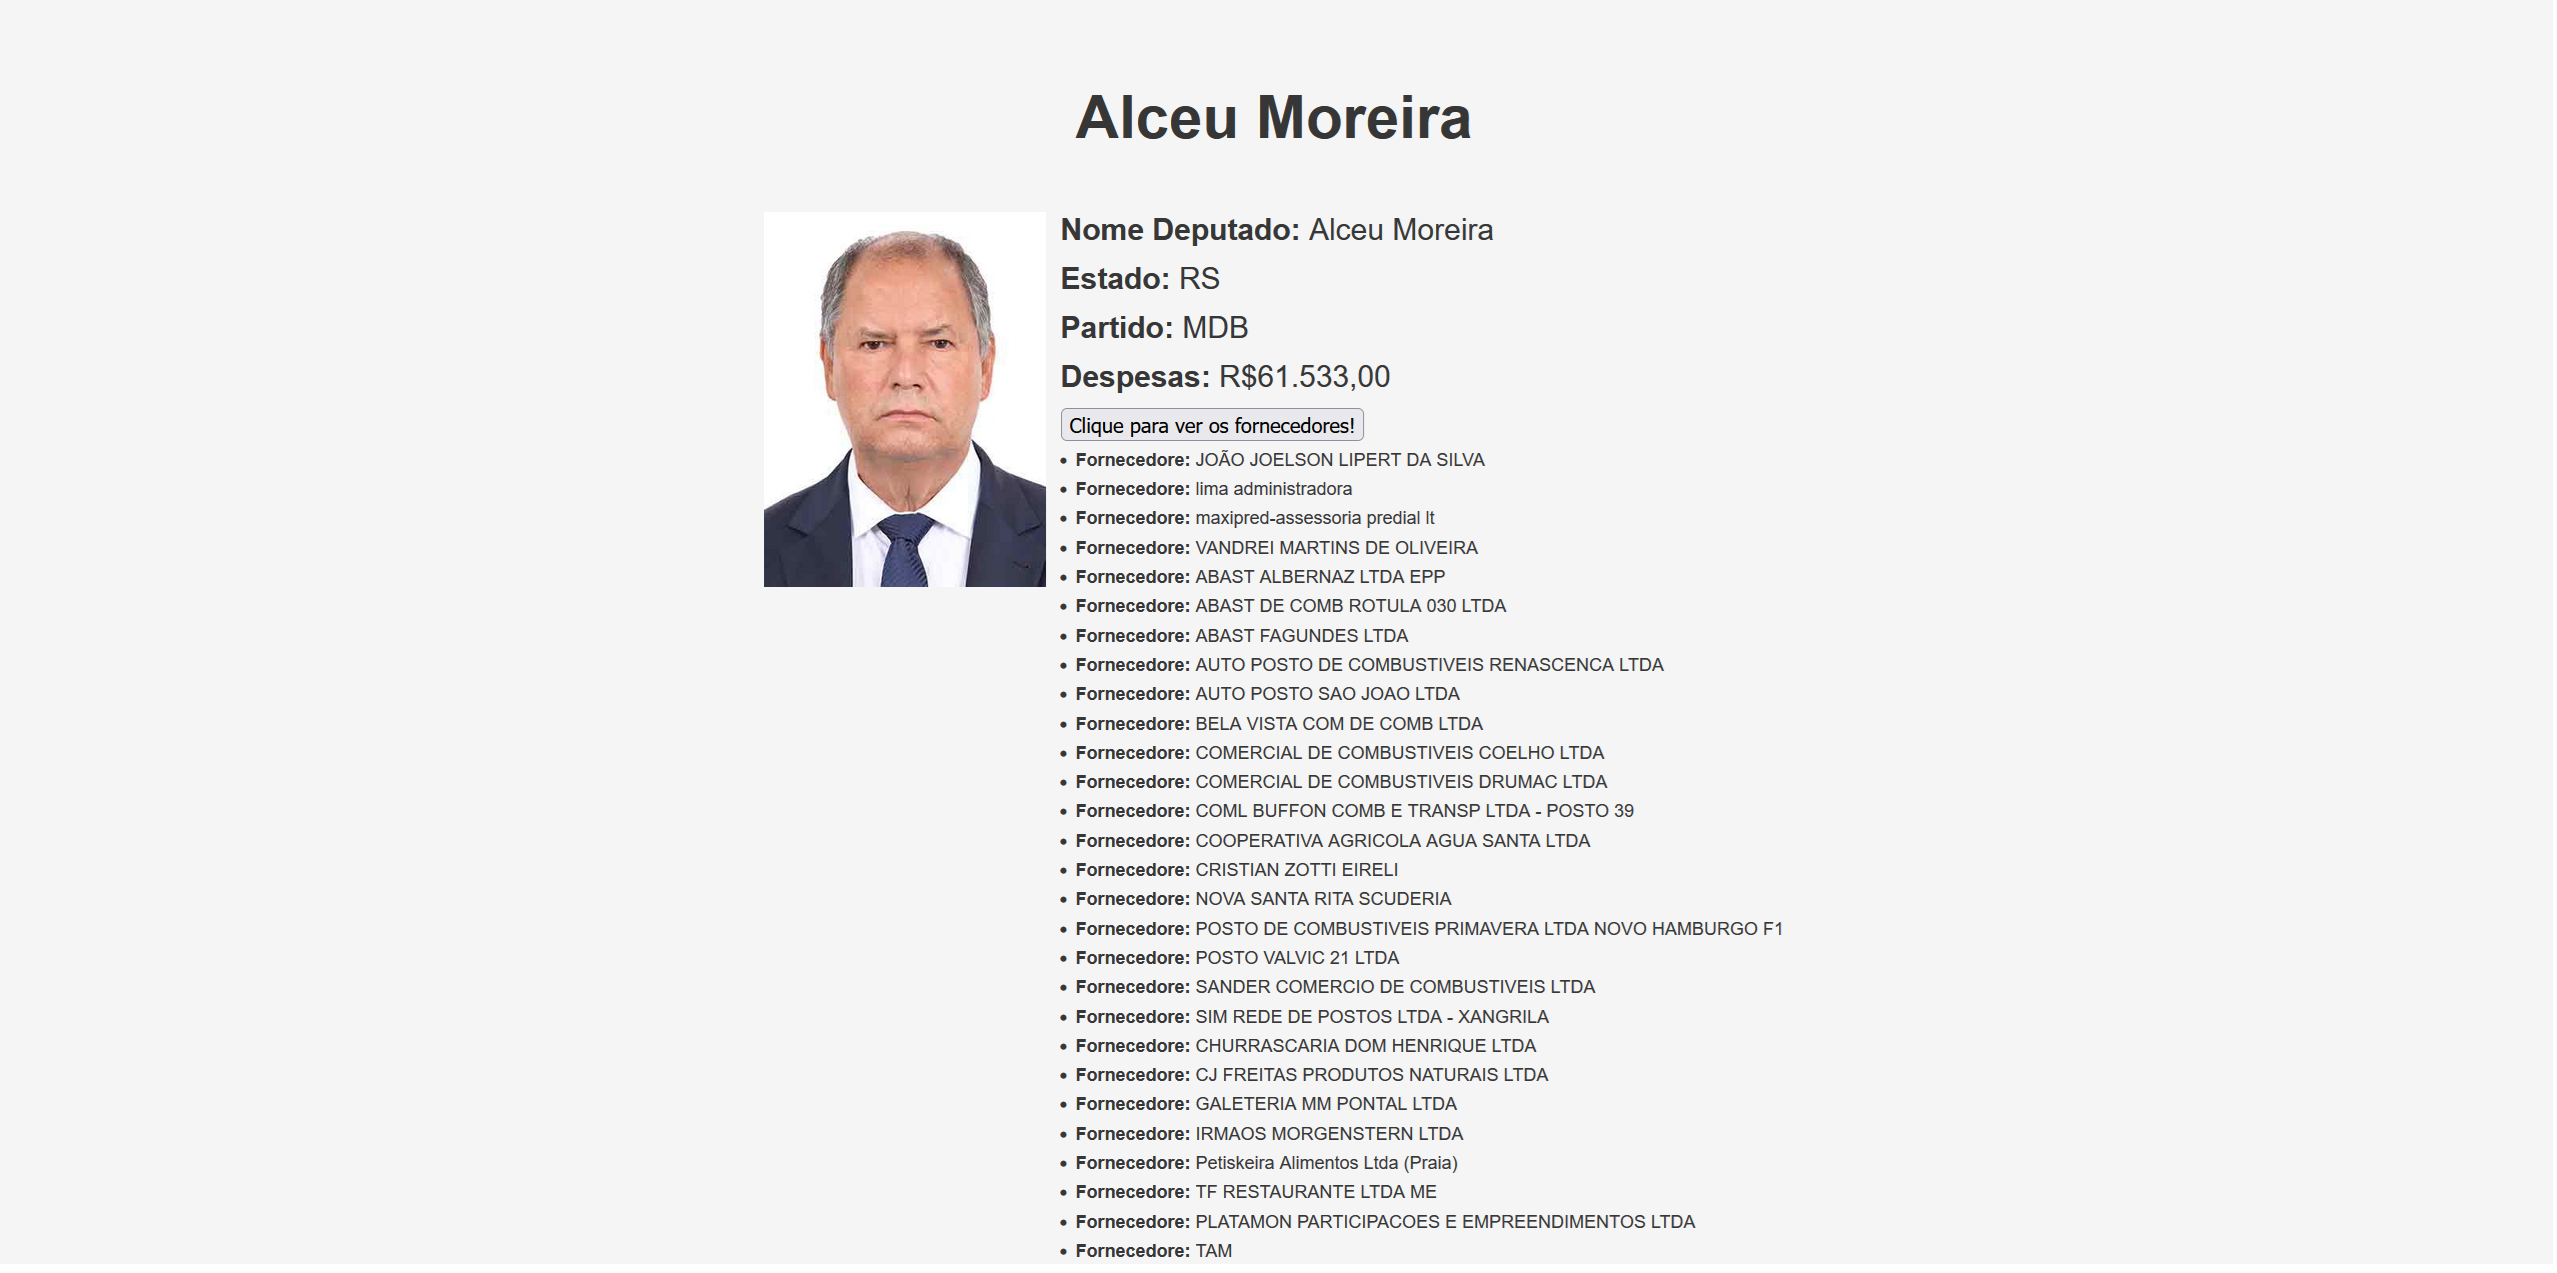 Alceu Moreira
Nome Deputado: Alceu Moreira
Estado: RS
Partido: MDB
Despesas: R$61.533,00
Clique para ver os fornecedores!
• Fornecedore: JOÃO JOELSON LIPERT DA SILVA
• Fornecedore: lima administradora
• Fornecedore: maxipred-assessoria predial lt
• Fornecedore: VANDREI MARTINS DE OLIVEIRA
• Fornecedore: ABAST ALBERNAZ LTDA EPP
• Fornecedore: ABAST DE COMB ROTULA 030 LTDA
• Fornecedore: ABAST FAGUNDES LTDA
• Fornecedore: AUTO POSTO DE COMBUSTIVEIS RENASCENCA LTDA
• Fornecedore: AUTO POSTO SAO JOAO LTDA
• Fornecedore: BELA VISTA COM DE COMB LTDA
• Fornecedore: COMERCIAL DE COMBUSTIVEIS COELHO LTDA
• Fornecedore: COMERCIAL DE COMBUSTIVEIS DRUMAC LTDA
• Fornecedore: COML BUFFON COMB E TRANSP LTDA - POSTO 39
• Fornecedore: COOPERATIVA AGRICOLA AGUA SANTA LTDA
• Fornecedore: CRISTIAN ZOTTI EIRELI
• Fornecedore: NOVA SANTA RITA SCUDERIA
• Fornecedore: POSTO DE COMBUSTIVEIS PRIMAVERA LTDA NOVO HAMBURGO F1
• Fornecedore: POSTO VALVIC 21 LTDA
• Fornecedore: SANDER COMERCIO DE COMBUSTIVEIS LTDA
• Fornecedore: SIM REDE DE POSTOS LTDA - XANGRILA
• Fornecedore: CHURRASCARIA DOM HENRIQUE LTDA
• Fornecedore: CJ FREITAS PRODUTOS NATURAIS LTDA
• Fornecedore: GALETERIA MM PONTAL LTDA
• Fornecedore: IRMAOS MORGENSTERN LTDA
• Fornecedore: Petiskeira Alimentos Ltda (Praia)
• Fornecedore: TF RESTAURANTE LTDA ME
• Fornecedore: PLATAMON PARTICIPACOES E EMPREENDIMENTOS LTDA
• Fornecedore: TAM